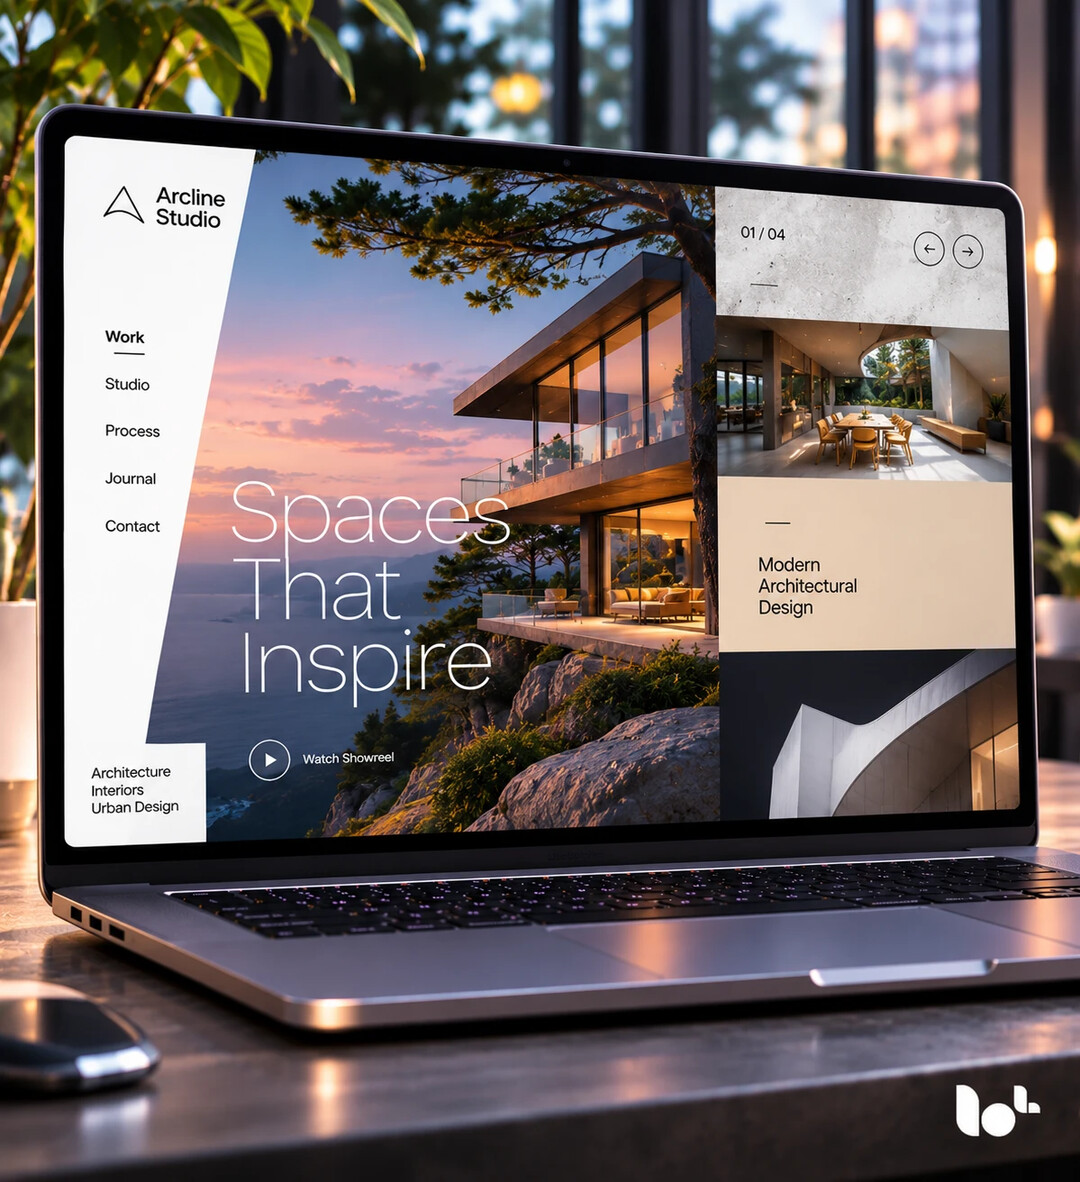 Arcline
Studio
Work
Studio
Process
Journal
Contact
Architecture
Interiors
Urban Design
Spaces
That
Inspire
Watch Showreel
01 / 04
Modern
Architectural
Design